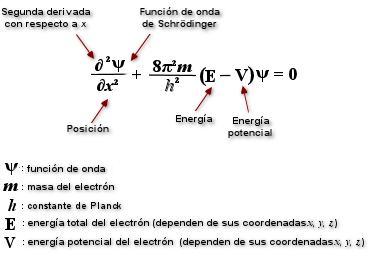 Segunda derivada Función de onda
con respecto a x de Schrödinger
∂²Ψ/∂x² + 8π²m/h² (E − V)Ψ = 0
Posición Energía Energía
potencial
Ψ : función de onda
m : masa del electrón
h : constante de Planck
E : energía total del electrón (dependen de sus coordenadas x, y, z)
V : energía potencial del electrón (dependen de sus coordenadas x, y, z)